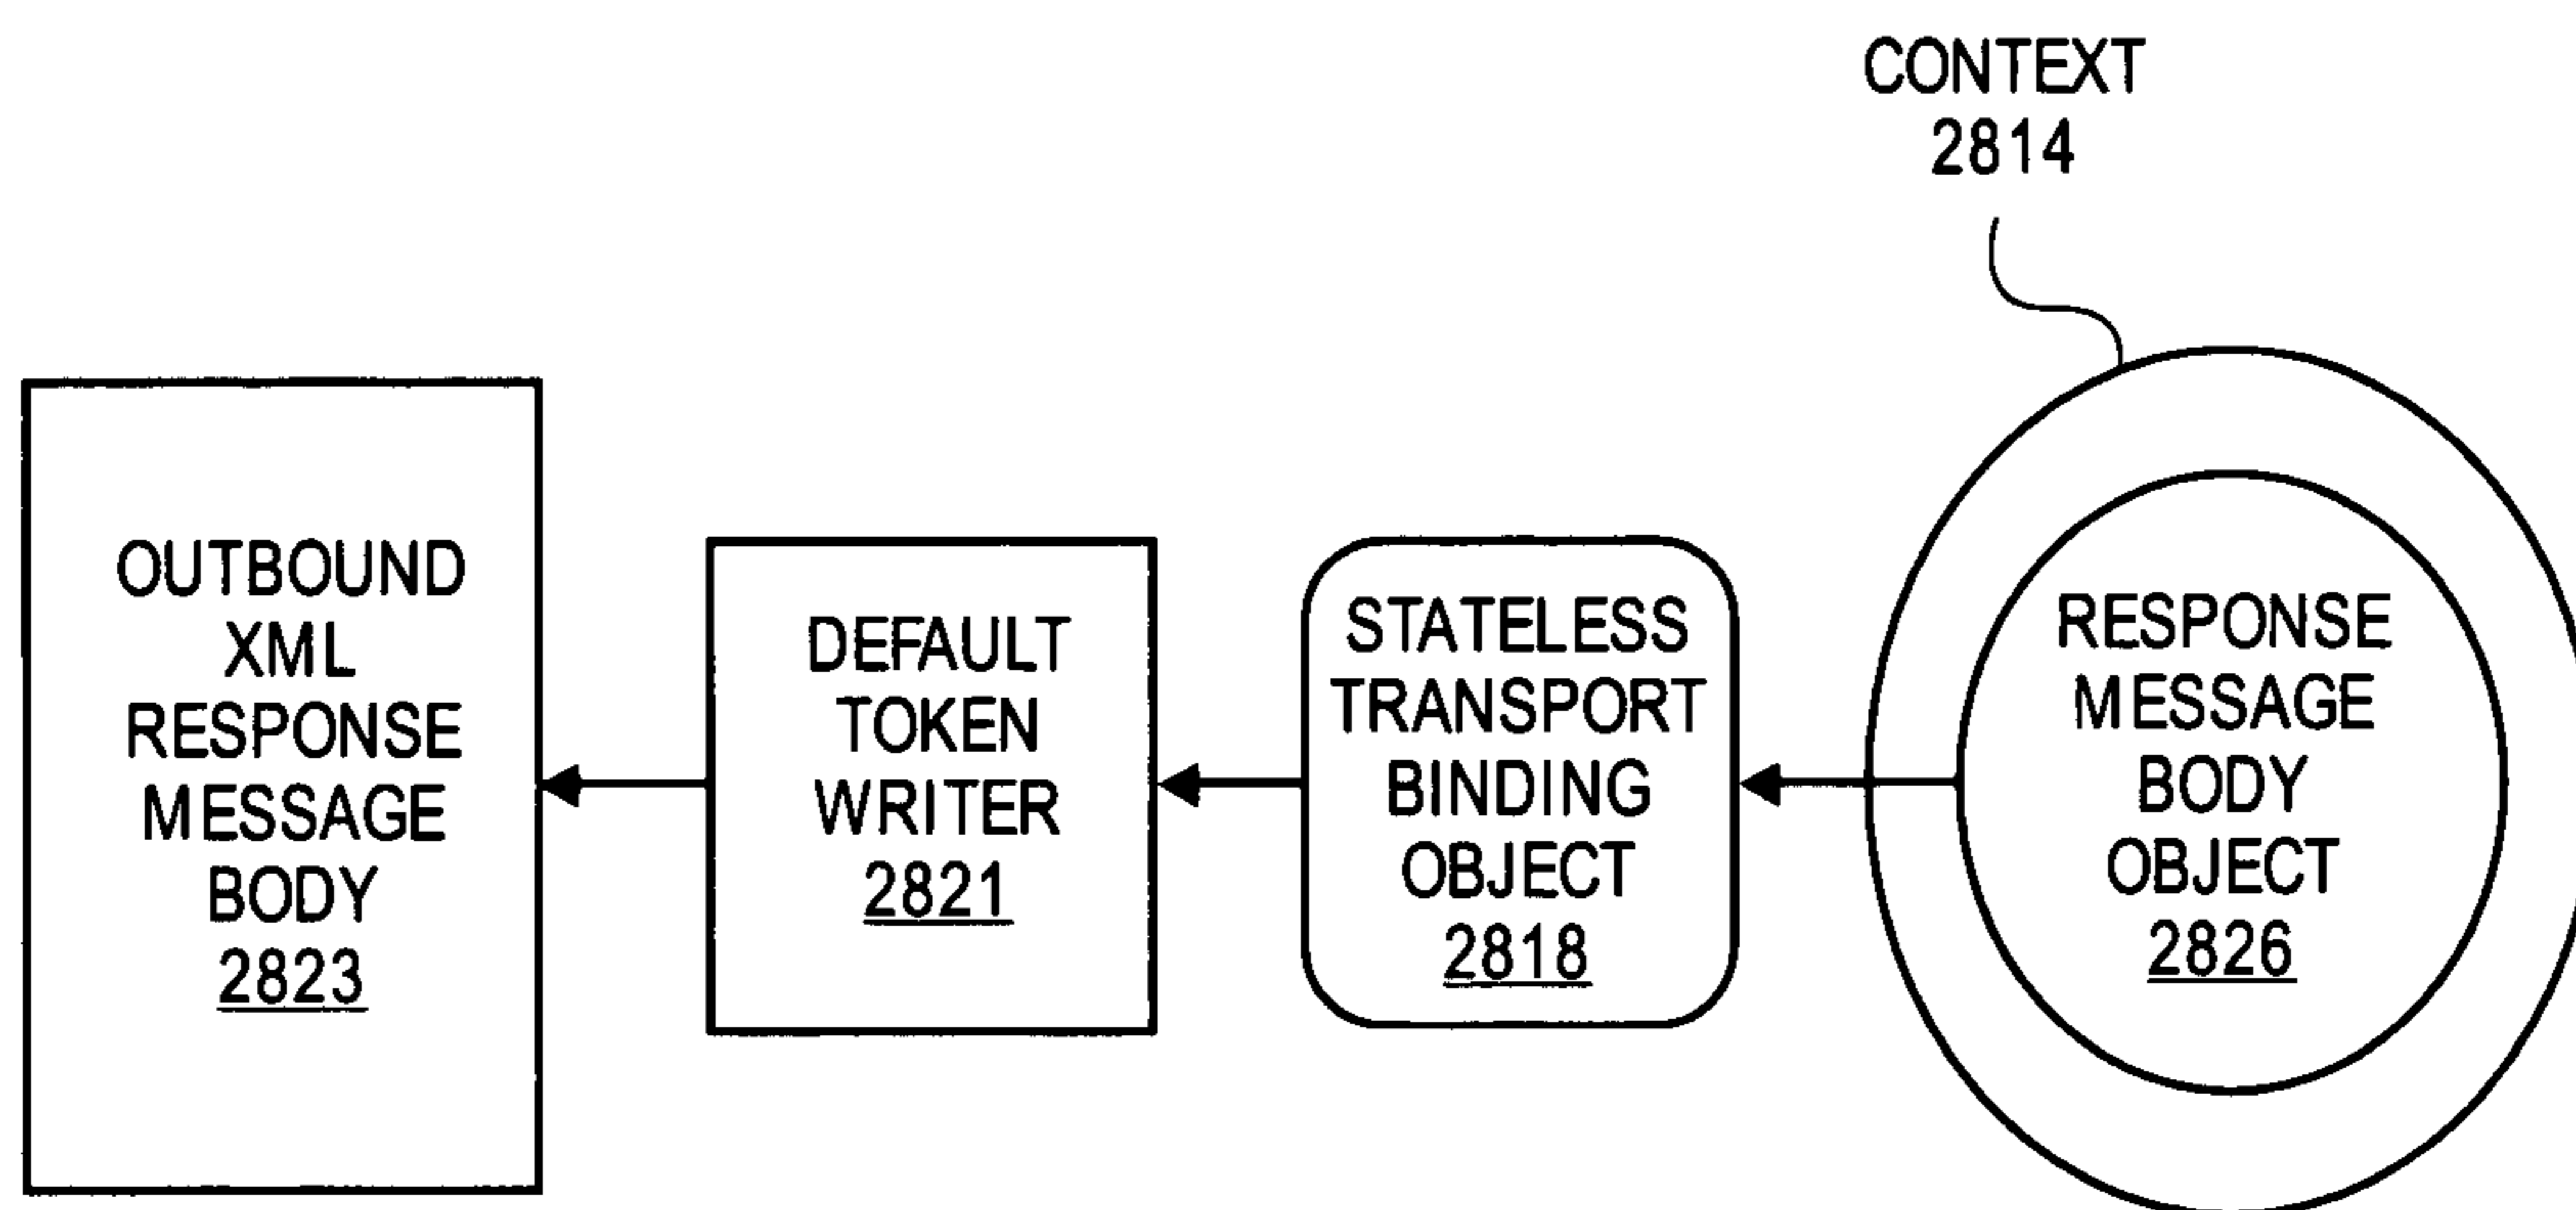 CONTEXT
2814
OUTBOUND
XML
RESPONSE
MESSAGE
BODY
2823
DEFAULT
TOKEN
WRITER
2821
STATELESS
TRANSPORT
BINDING
OBJECT
2818
RESPONSE
MESSAGE
BODY
OBJECT
2826